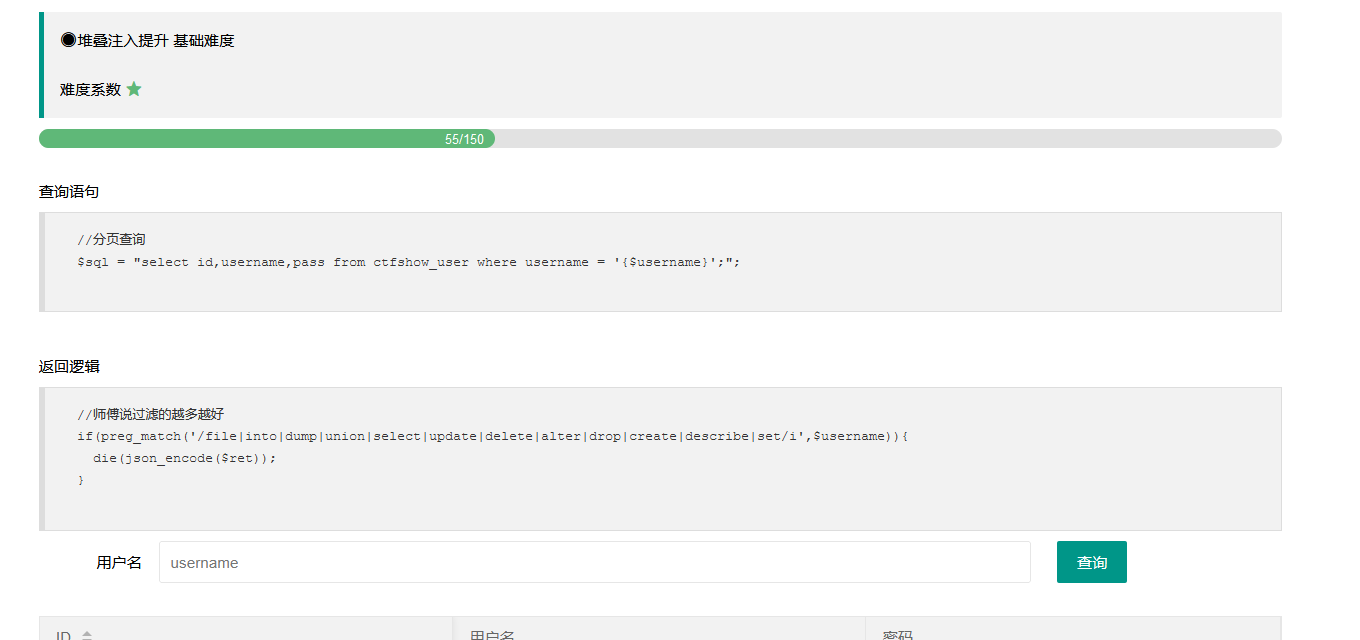 ◉堆叠注入提升 基础难度
难度系数 ★
55/150
查询语句
//分页查询
$sql = "select id,username,pass from ctfshow_user where username = '{$username}';";
返回逻辑
//师傅说过滤的越多越好
if(preg_match('/file|into|dump|union|select|update|delete|alter|drop|create|describe|set/i',$username)){
die(json_encode($ret));
}
用户名 username 查询
ID 用户名 密码